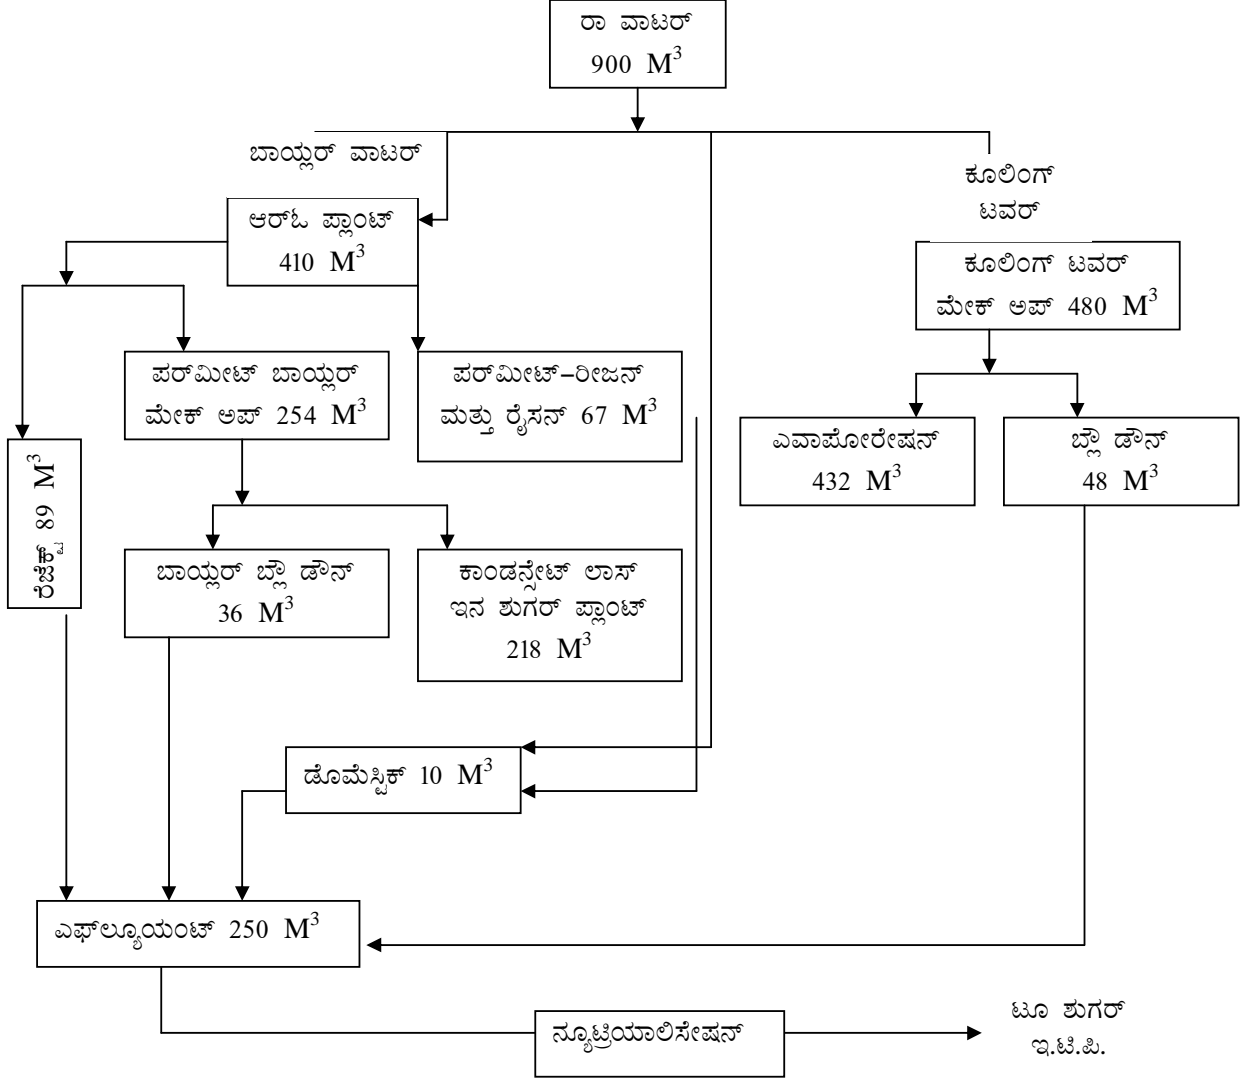 ರಾ ವಾಟರ್
900 M³
ಬಾಯ್ಲರ್ ವಾಟರ್
ಕೂಲಿಂಗ್
ಟವರ್
ಆರ್‌ಓ ಪ್ಲಾಂಟ್
410 M³
ಕೂಲಿಂಗ್ ಟವರ್
ಮೇಕ್ ಅಪ್ 480 M³
ಪರ್‌ಮೀಟ್ ಬಾಯ್ಲರ್
ಮೇಕ್ ಅಪ್ 254 M³
ಪರ್‌ಮೀಟ್–ರೀಜನ್
ಮತ್ತು ರೈಸನ್ 67 M³
ಎವಾಪೋರೇಷನ್
432 M³
ಬ್ಲೌ ಡೌನ್
48 M³
ರಿಜೆಕ್ಟ್ 89 M³
ಬಾಯ್ಲರ್ ಬ್ಲೌ ಡೌನ್
36 M³
ಕಾಂಡನ್ಸೇಟ್ ಲಾಸ್
ಇನ ಶುಗರ್ ಪ್ಲಾಂಟ್
218 M³
ಡೊಮೆಸ್ಟಿಕ್ 10 M³
ಎಫ್‌ಲ್ಯೂಯಂಟ್ 250 M³
ನ್ಯೂಟ್ರಿಯಾಲಿಸೇಷನ್
ಟೂ ಶುಗರ್
ಇ.ಟಿ.ಪಿ.